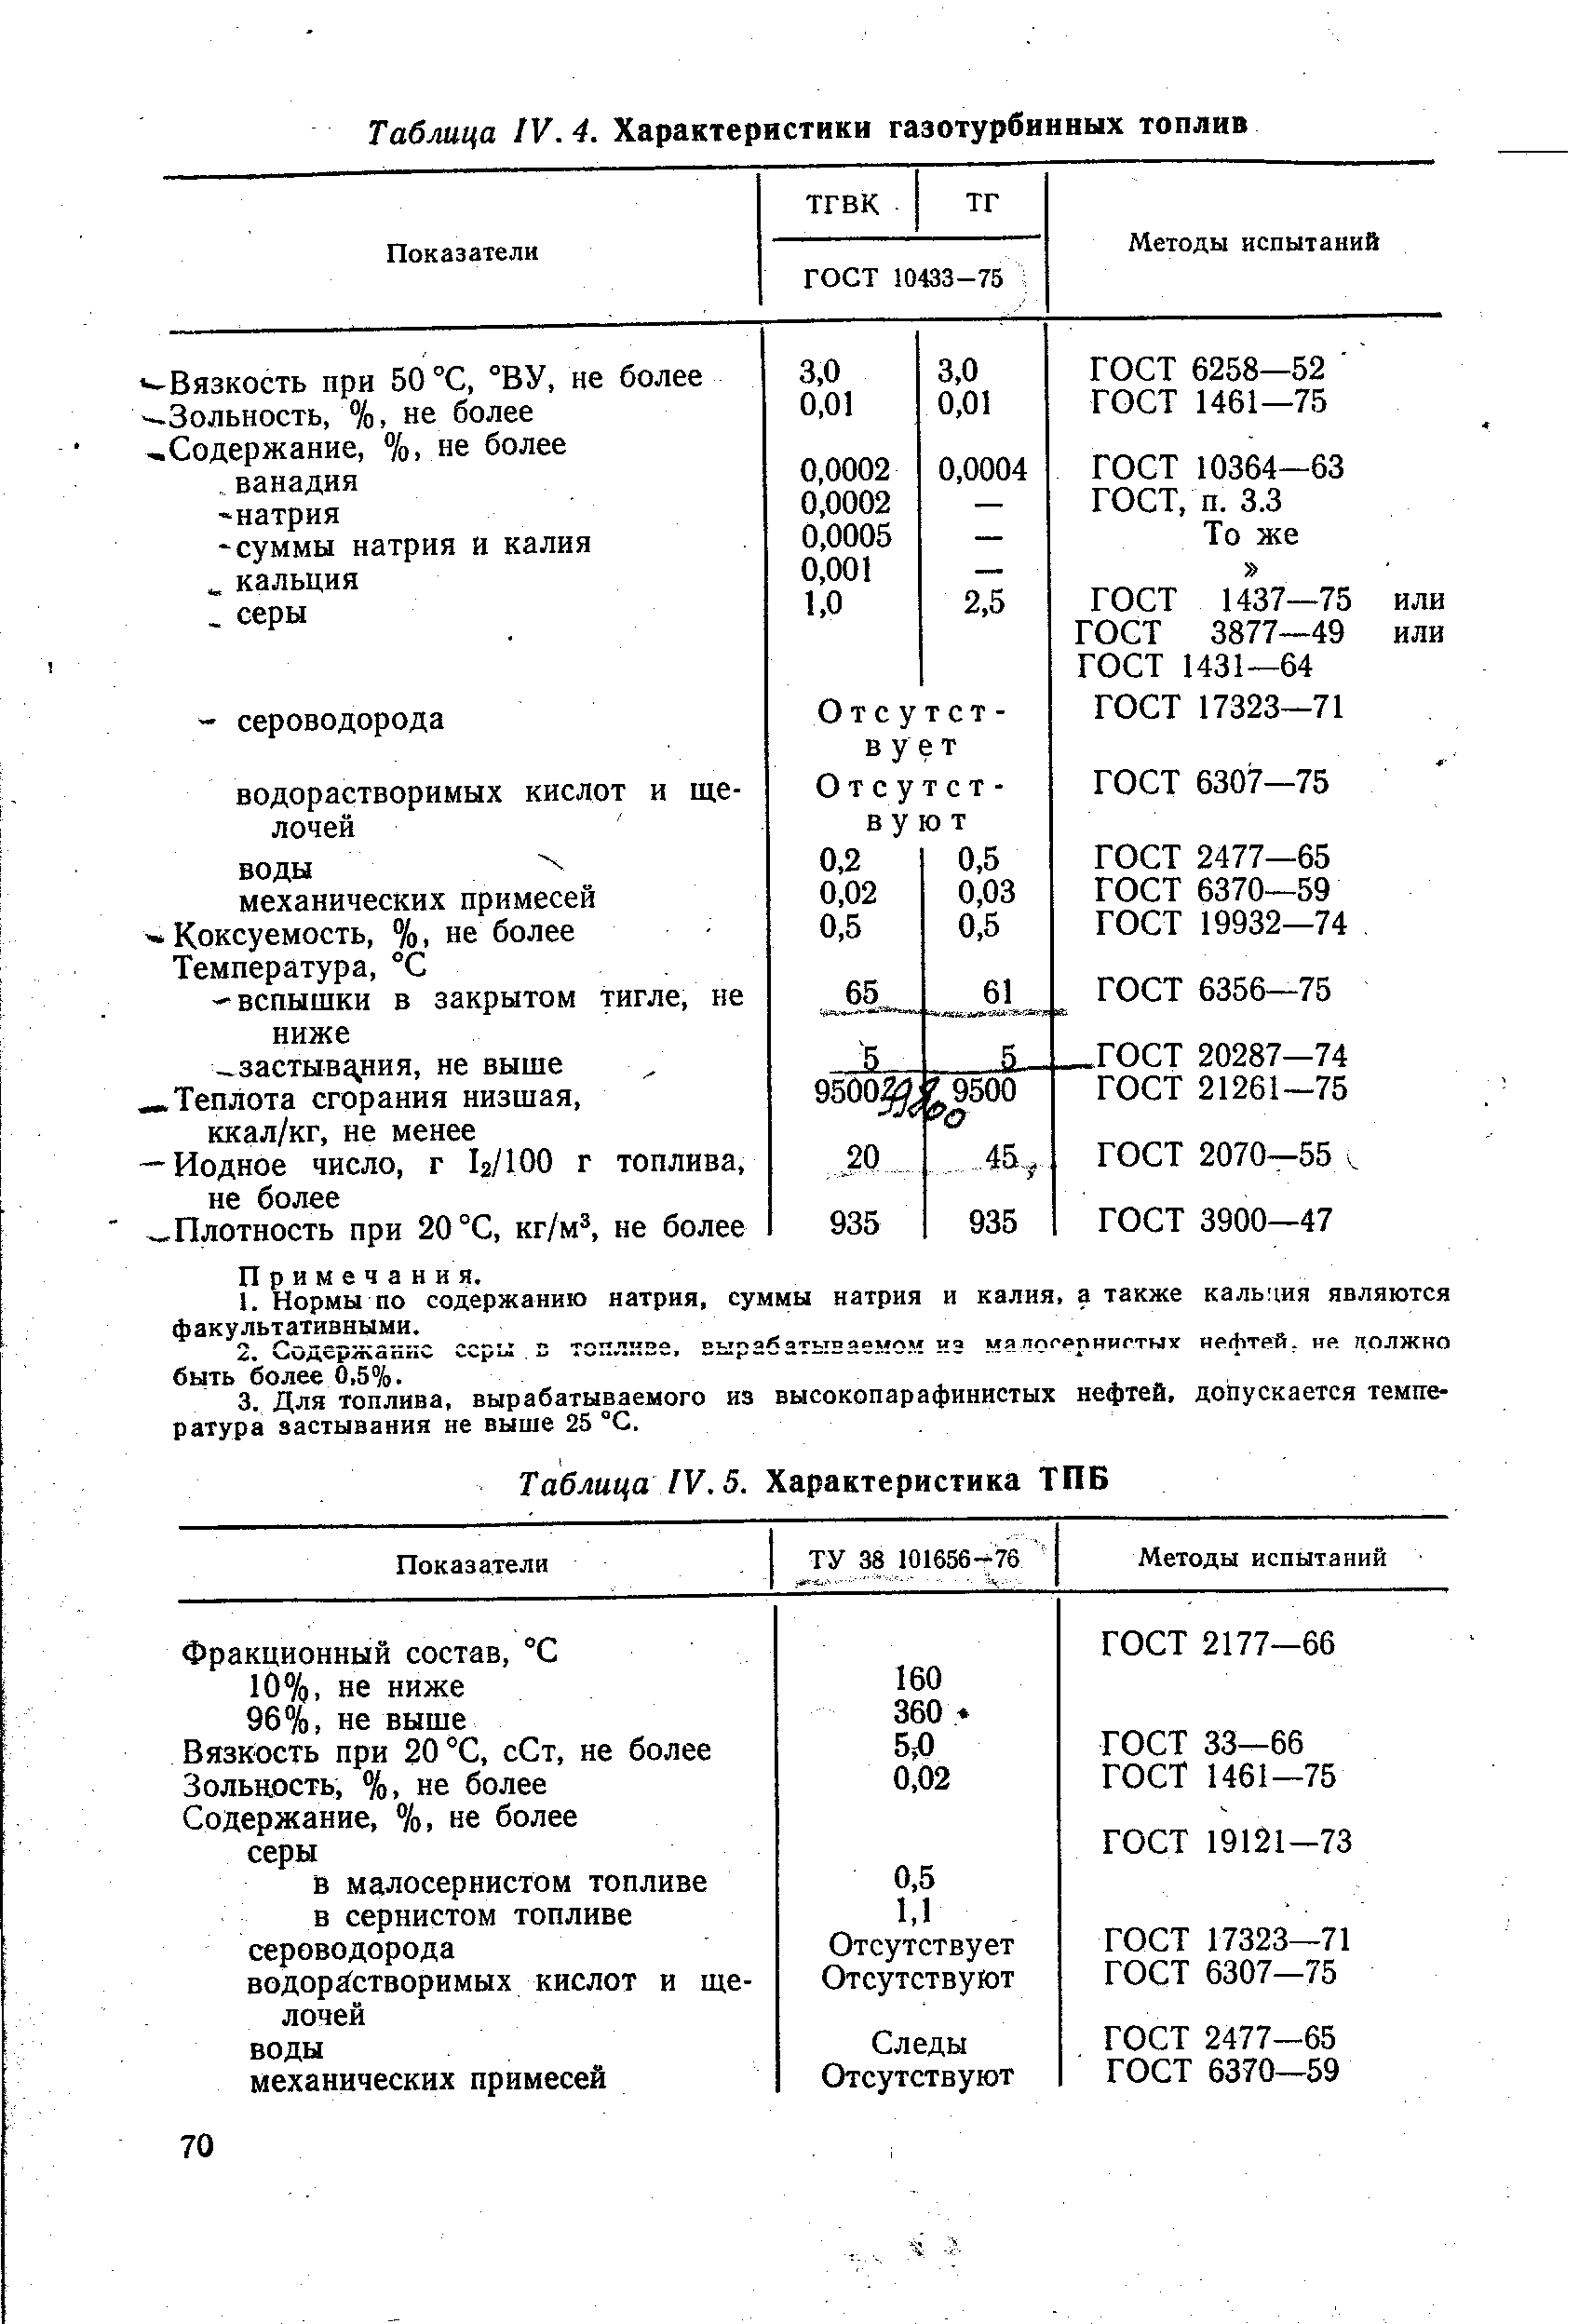 Таблица IV. 4. Характеристики газотурбинных топлив
Показатели
ТГВК
ТГ
ГОСТ 10433—75
Методы испытаний
Вязкость при 50 °С, °ВУ, не более 3,0 3,0 ГОСТ 6258—52
Зольность, %, не более 0,01 0,01 ГОСТ 1461—75
Содержание, %, не более
ванадия 0,0002 0,0004 ГОСТ 10364—63
натрия 0,0002 — ГОСТ, п. 3.3
суммы натрия и калия 0,0005 — То же
кальция 0,001 — »
серы 1,0 2,5 ГОСТ 1437—75 или
ГОСТ 3877—49 или
ГОСТ 1431—64
сероводорода Отсутст- ГОСТ 17323—71
вует
водорастворимых кислот и ще- Отсутст- ГОСТ 6307—75
лочей вуют
воды 0,2 0,5 ГОСТ 2477—65
механических примесей 0,02 0,03 ГОСТ 6370—59
Коксуемость, %, не более 0,5 0,5 ГОСТ 19932—74
Температура, °С
вспышки в закрытом тигле, не 65 61 ГОСТ 6356—75
ниже
застывания, не выше 5 5 ГОСТ 20287—74
Теплота сгорания низшая, 9500 9500 ГОСТ 21261—75
39800
ккал/кг, не менее
Иодное число, г I₂/100 г топлива, 20 45 ГОСТ 2070—55
не более
Плотность при 20 °С, кг/м³, не более 935 935 ГОСТ 3900—47
Примечания.
1. Нормы по содержанию натрия, суммы натрия и калия, а также кальция являются
факультативными.
2. Содержание серы в топливе, вырабатываемом из малосернистых нефтей, не должно
быть более 0,5%.
3. Для топлива, вырабатываемого из высокопарафинистых нефтей, допускается темпе-
ратура застывания не выше 25 °С.
Таблица IV. 5. Характеристика ТПБ
Показатели ТУ 38 101656—76 Методы испытаний
Фракционный состав, °С ГОСТ 2177—66
10%, не ниже 160
96%, не выше 360
Вязкость при 20 °С, сСт, не более 5,0 ГОСТ 33—66
Зольность, %, не более 0,02 ГОСТ 1461—75
Содержание, %, не более
серы ГОСТ 19121—73
в малосернистом топливе 0,5
в сернистом топливе 1,1
сероводорода Отсутствует ГОСТ 17323—71
водорастворимых кислот и ще- Отсутствуют ГОСТ 6307—75
лочей
воды Следы ГОСТ 2477—65
механических примесей Отсутствуют ГОСТ 6370—59
70